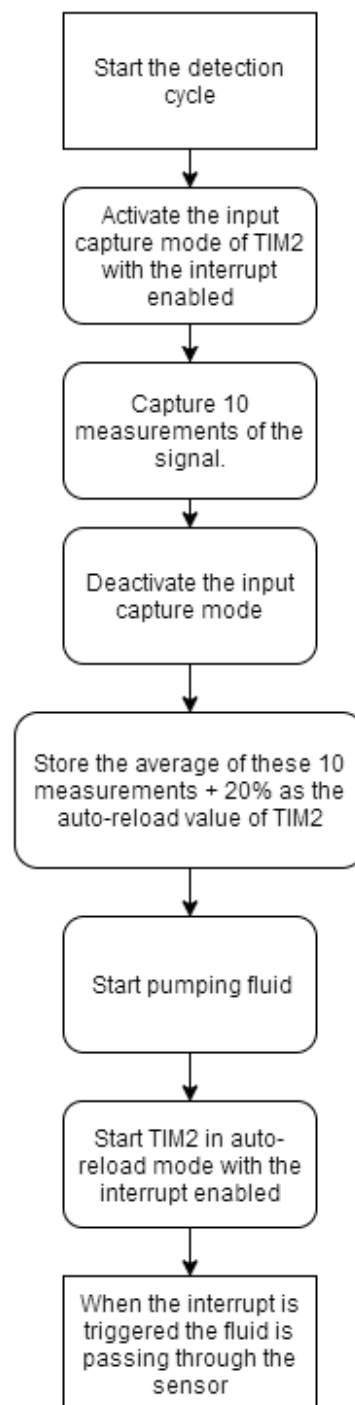 Start the detection
cycle
Activate the input
capture mode of TIM2
with the interrupt
enabled
Capture 10
measurements of the
signal.
Deactivate the input
capture mode
Store the average of these 10
measurements + 20% as the
auto-reload value of TIM2
Start pumping fluid
Start TIM2 in auto-
reload mode with the
interrupt enabled
When the interrupt is
triggered the fluid is
passing through the
sensor